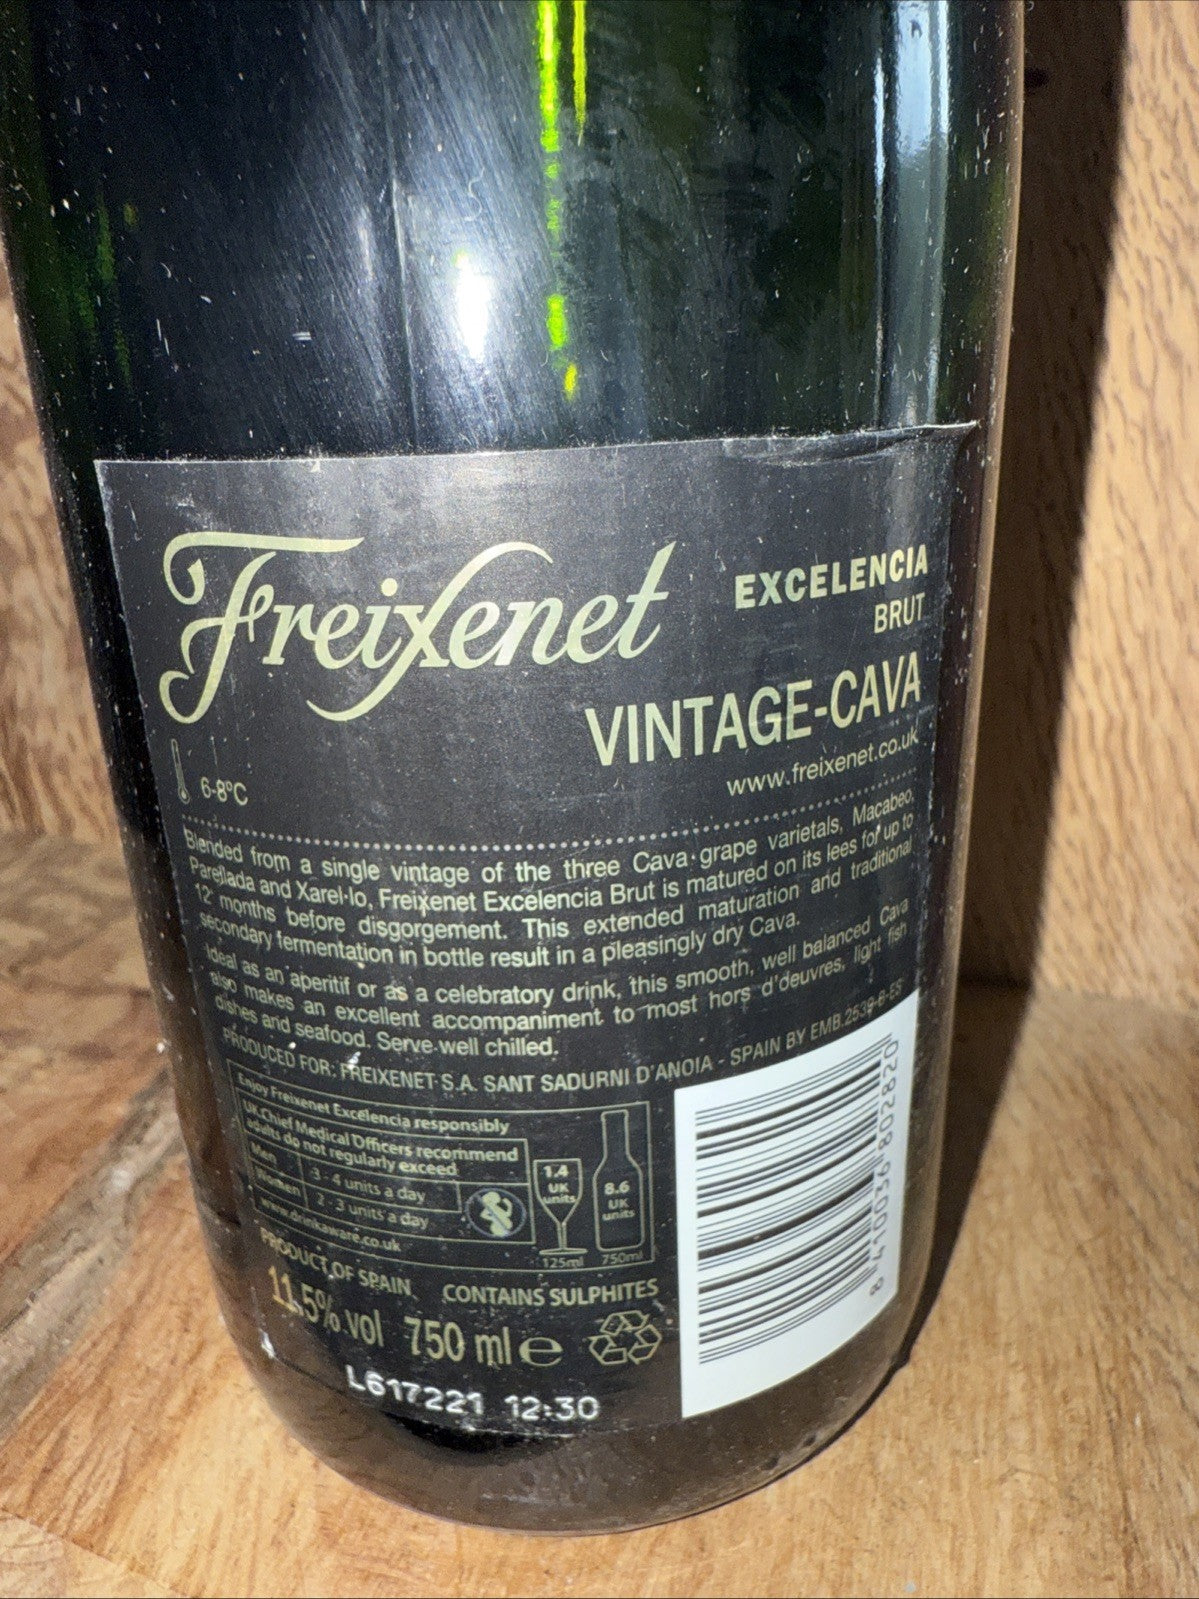 Freixenet
EXCELENCIA
BRUT
VINTAGE-CAVA
www.freixenet.co.uk
6-8ºC
Blended from a single vintage of the three Cava grape varietals, Macabeo,
Parellada and Xarel·lo, Freixenet Excelencia Brut is matured on its lees for up to
12 months before disgorgement. This extended maturation and traditional
secondary fermentation in bottle result in a pleasingly dry Cava.
Ideal as an aperitif or as a celebratory drink, this smooth, well balanced Cava
also makes an excellent accompaniment to most hors d'oeuvres, light fish
dishes and seafood. Serve well chilled.
PRODUCED FOR: FREIXENET S.A. SANT SADURNI D'ANOIA - SPAIN BY EMB.2539-B-ES
Enjoy Freixenet Excelencia responsibly
UK Chief Medical Officers recommend
adults do not regularly exceed
Men 3 - 4 units a day
Women 2 - 3 units a day
www.drinkaware.co.uk
1.4
UK
units
125ml
8.6
UK
units
750ml
PRODUCT OF SPAIN CONTAINS SULPHITES
11,5% vol 750 ml e
L617221 12:30
8 410036 802820